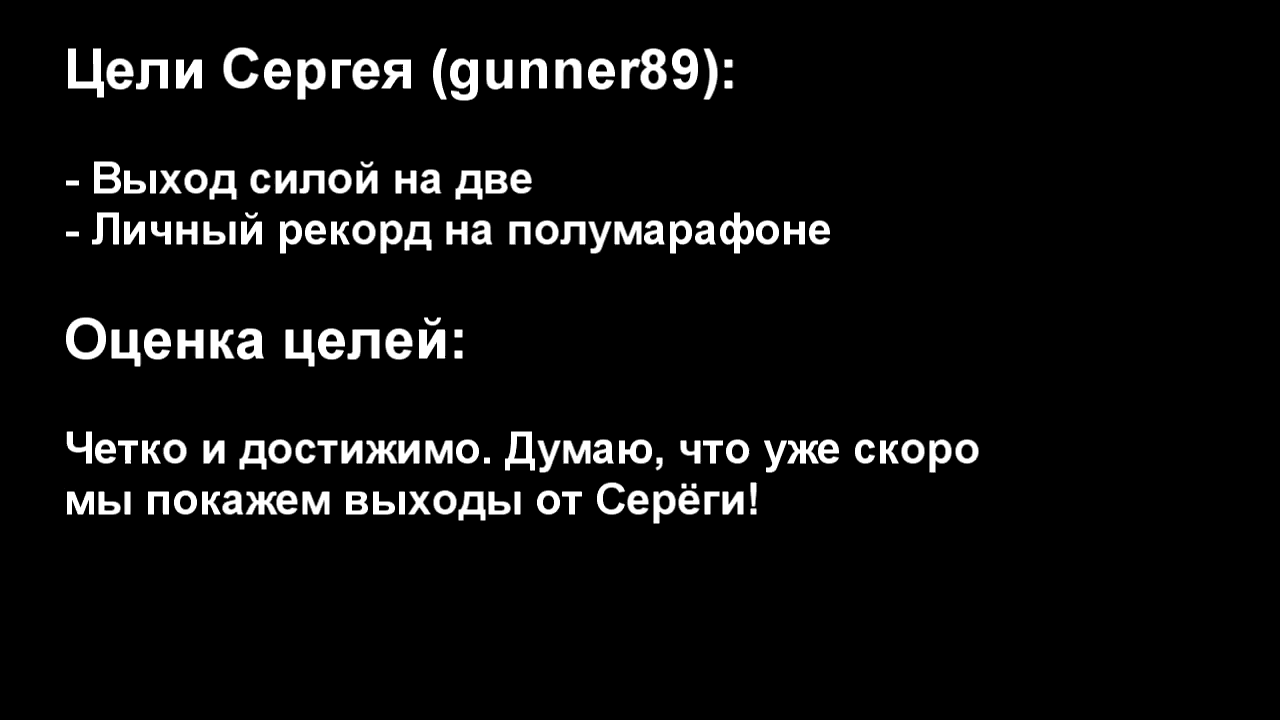 Цели Сергея (gunner89):
- Выход силой на две
- Личный рекорд на полумарафоне
Оценка целей:
Четко и достижимо. Думаю, что уже скоро
мы покажем выходы от Серёги!